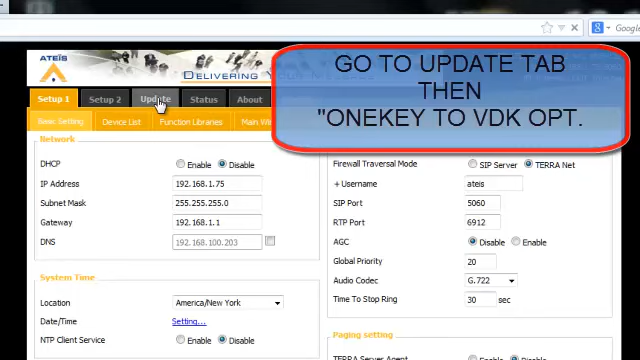 Google
ATEÏS
DELIVERING YOUR MESSAGE
GO TO UPDATE TAB
THEN
"ONEKEY TO VDK OPT.
Setup 1 Setup 2 Update Status About
Basic Setting Device List Function Libraries Main Wi
Network
DHCP Enable Disable
IP Address 192.168.1.75
Subnet Mask 255.255.255.0
Gateway 192.168.1.1
DNS 192.168.100.203
System Time
Location America/New York
Date/Time Setting...
NTP Client Service Enable Disable
Firewall Traversal Mode SIP Server TERRA Net
+Username ateis
SIP Port 5060
RTP Port 6912
AGC Disable Enable
Global Priority 20
Audio Codec G.722
Time To Stop Ring 30 sec
Paging setting
TERRA Server Agent Enable Disable